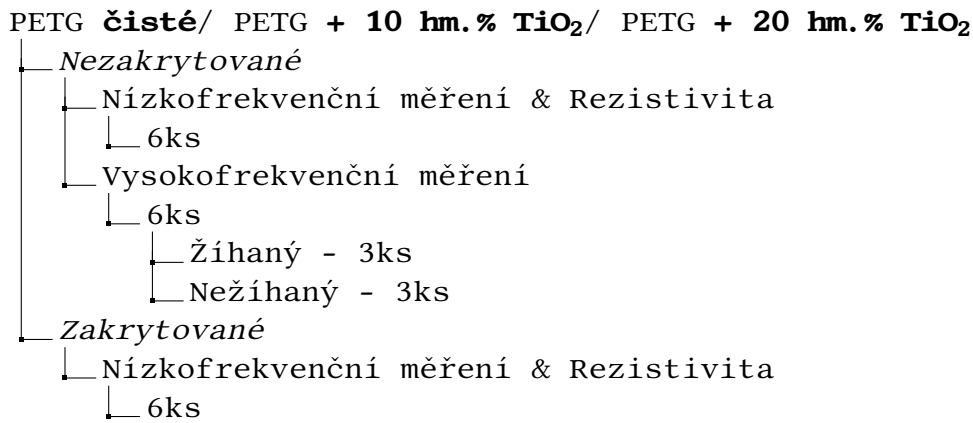 PETG čisté/ PETG + 10 hm.% TiO₂/ PETG + 20 hm.% TiO₂
Nezakrytované
Nízkofrekvenční měření & Rezistivita
6ks
Vysokofrekvenční měření
6ks
Žíhaný - 3ks
Nežíhaný - 3ks
Zakrytované
Nízkofrekvenční měření & Rezistivita
6ks